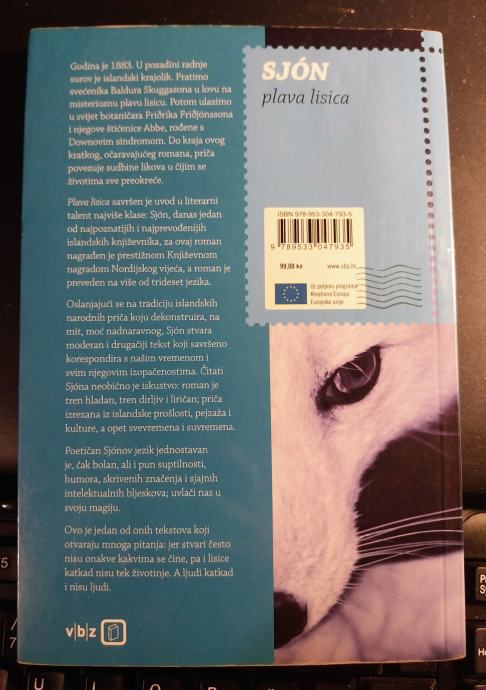 Godina je 1883. U pozadini radnje
surov je islandski krajolik. Pratimo
svećenika Baldura Skuggasona u lovu na
misterioznu plavu lisicu. Potom ulazimo
u svijet botaničara Friðrika Friðjónssona
i njegove štićenice Abbe, rođene s
Downovim sindromom. Do kraja ovog
kratkog, očaravajućeg romana, priča
povezuje sudbine likova u čijim se
životima sve preokreće.
Plava lisica savršen je uvod u literarni
talent najviše klase: Sjón, danas jedan
od najpoznatijih i najprevođenijih
islandskih književnika, za ovaj roman
nagrađen je prestižnom Književnom
nagradom Nordijskog vijeća, a roman je
preveden na više od trideset jezika.
Oslanjajući se na tradiciju islandskih
narodnih priča koju dekonstruira, na
mit, moć nadnaravnog, Sjón stvara
moderan i drugačiji tekst koji savršeno
korespondira s našim vremenom i
svim njegovim izopačenostima. Čitati
Sjóna neobično je iskustvo: roman je
tren hladan, tren dirljiv i liričan; priča
izrezana iz islandske prošlosti, pejzaža i
kulture, a opet svevremena i suvremena.
Poetičan Sjónov jezik jednostavan
je, čak bolan, ali i pun suptilnosti,
humora, skrivenih značenja i sjajnih
intelektualnih bljeskova; uvlači nas u
svoju magiju.
Ovo je jedan od onih tekstova koji
otvaraju mnoga pitanja: jer stvari često
nisu onakve kakvima se čine, pa i lisice
katkad nisu tek životinje. A ljudi katkad
i nisu ljudi.
v|b|z
SJÓN
plava lisica
ISBN 978-953-304-793-5
9 789533 047935
99,00 kn www.vbz.hr
Uz potporu programa
Kreativna Europa
Europske unije
5
7
U I O P